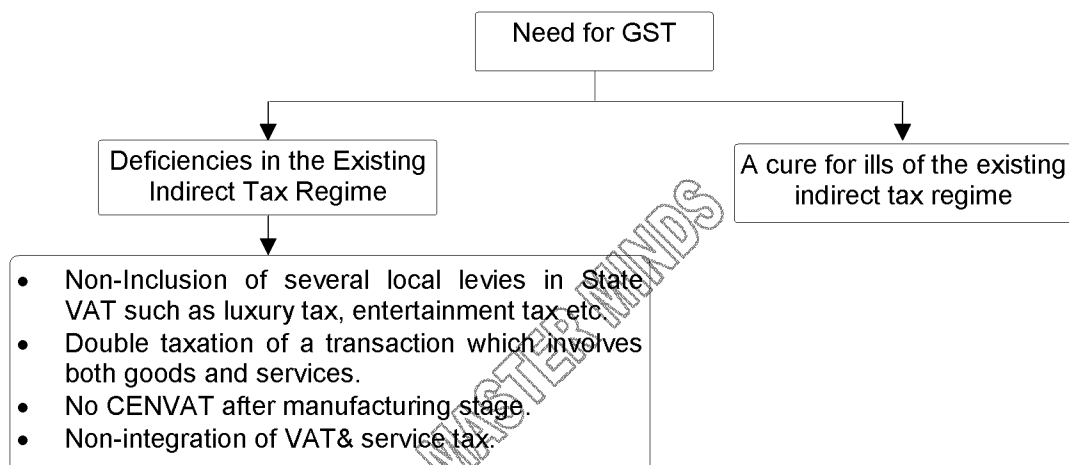 Need for GST
Deficiencies in the Existing
Indirect Tax Regime
A cure for ills of the existing
indirect tax regime
• Non-Inclusion of several local levies in State
VAT such as luxury tax, entertainment tax etc.
• Double taxation of a transaction which involves
both goods and services.
• No CENVAT after manufacturing stage.
• Non-integration of VAT& service tax.
MASTER MINDS